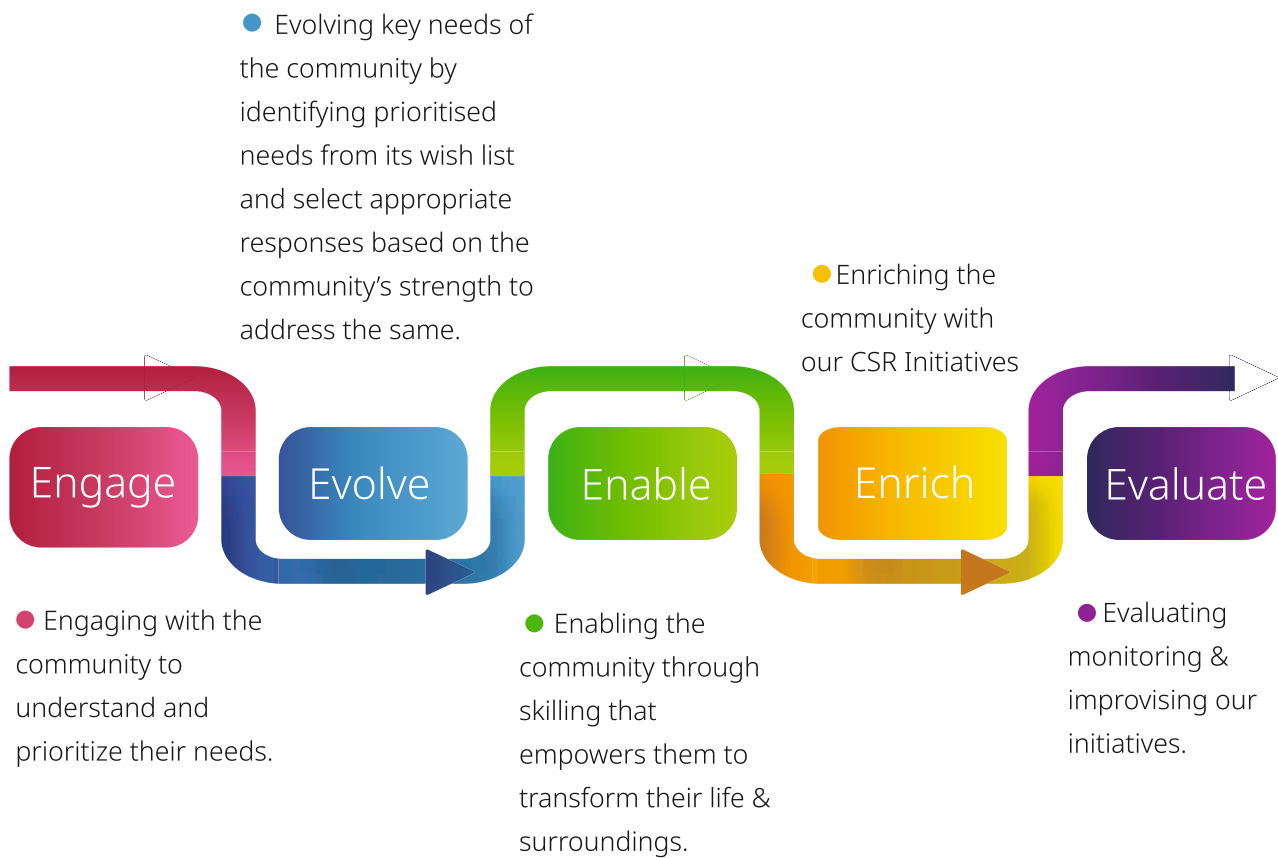 Evolving key needs of
the community by
identifying prioritised
needs from its wish list
and select appropriate
responses based on the
community's strength to
address the same.
Enriching the
community with
our CSR Initiatives
Engage
Evolve
Enable
Enrich
Evaluate
Engaging with the
community to
understand and
prioritize their needs.
Enabling the
community through
skilling that
empowers them to
transform their life &
surroundings.
Evaluating
monitoring &
improvising our
initiatives.